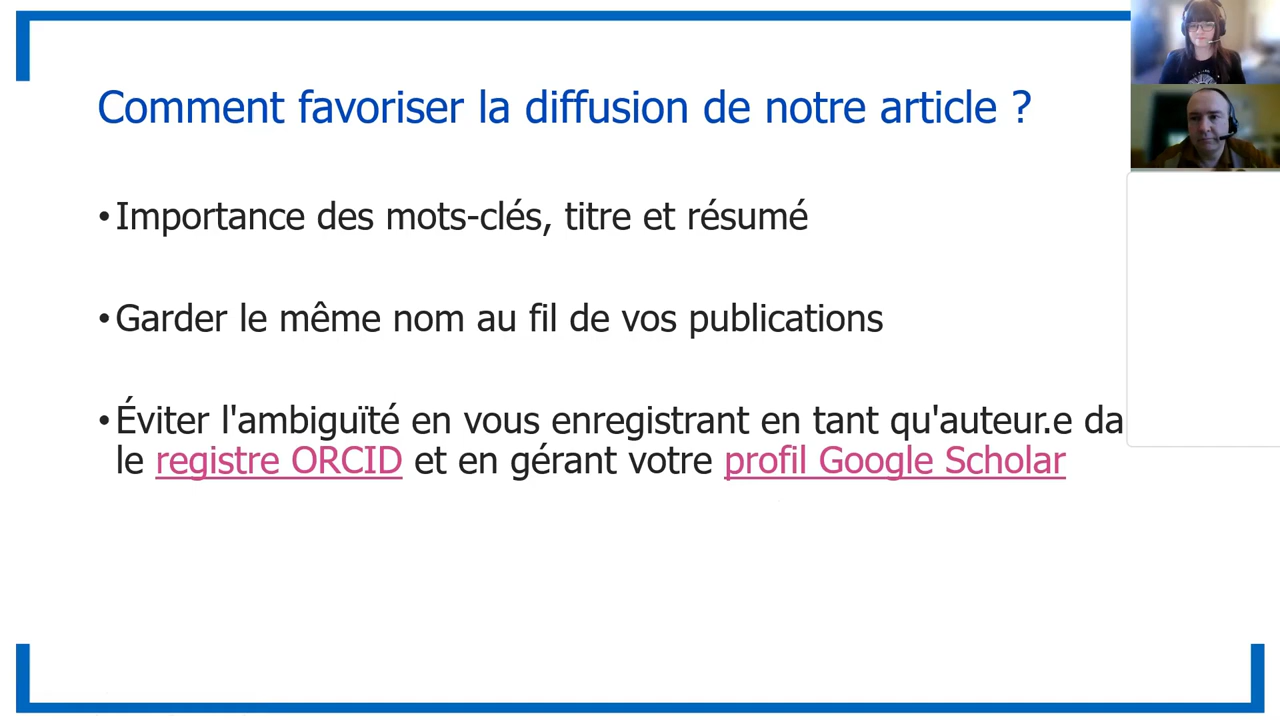 Comment favoriser la diffusion de notre article ?
•Importance des mots-clés, titre et résumé
•Garder le même nom au fil de vos publications
•Éviter l'ambiguïté en vous enregistrant en tant qu'auteur.e da
le registre ORCID et en gérant votre profil Google Scholar